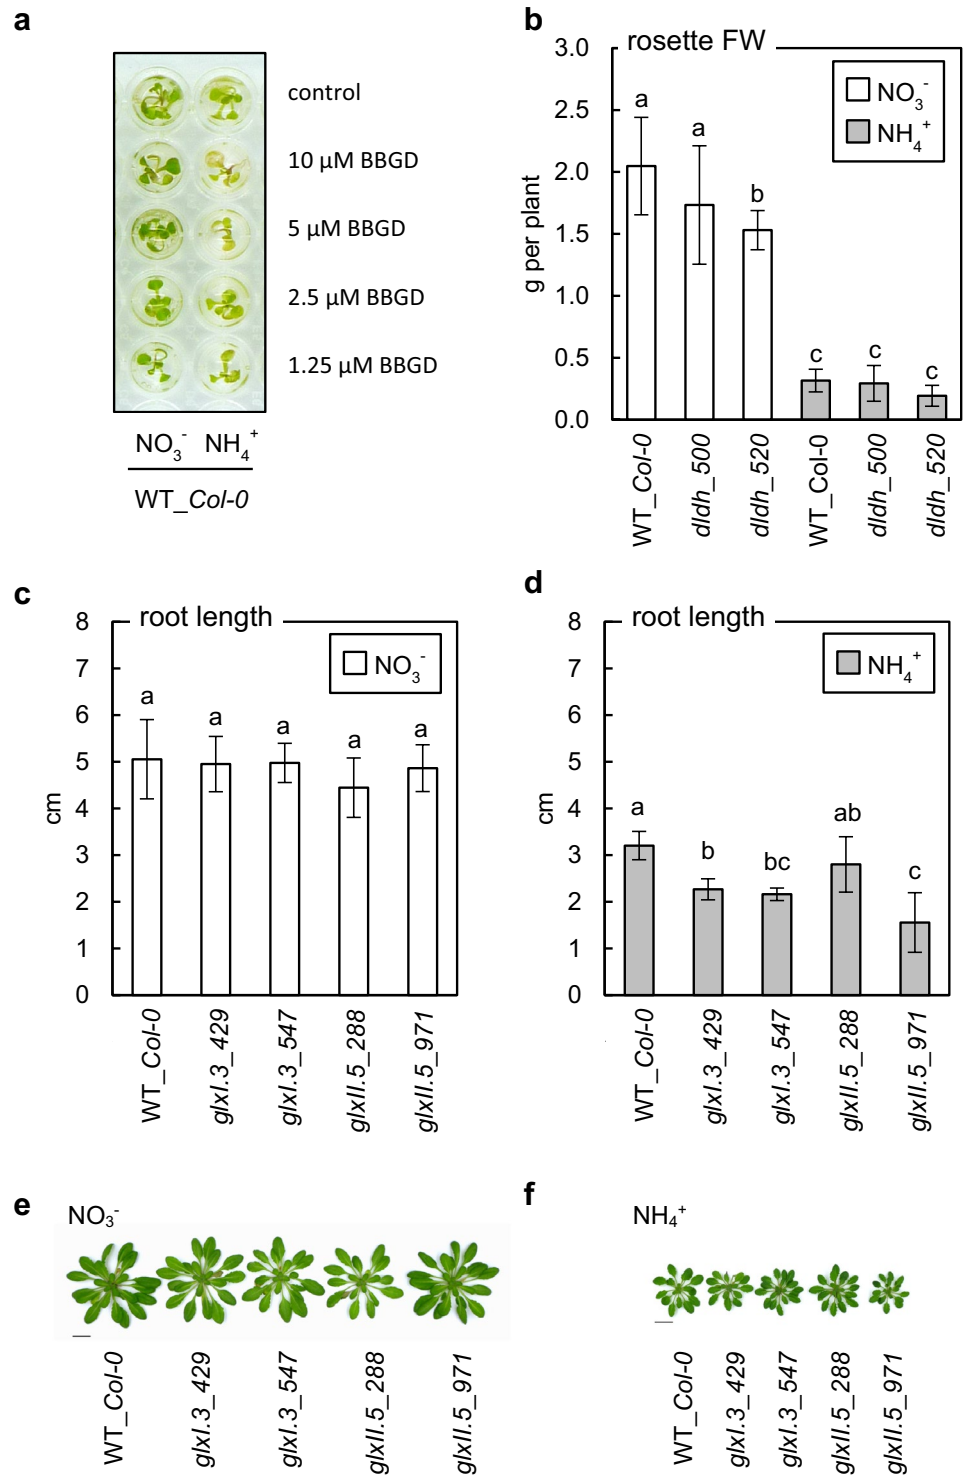 a
control
10 µM BBGD
5 µM BBGD
2.5 µM BBGD
1.25 µM BBGD
NO₃⁻ NH₄⁺
WT_Col-0
b
rosette FW
NO₃⁻
NH₄⁺
g per plant
3.0
2.5
2.0
1.5
1.0
0.5
0.0
a
a
b
c
c
c
WT_Col-0
dldh_500
dldh_520
WT_Col-0
dldh_500
dldh_520
c
root length
NO₃⁻
cm
8
7
6
5
4
3
2
1
0
a
a
a
a
a
WT_Col-0
glxI.3_429
glxI.3_547
glxII.5_288
glxII.5_971
d
root length
NH₄⁺
cm
8
7
6
5
4
3
2
1
0
a
b
bc
ab
c
WT_Col-0
glxI.3_429
glxI.3_547
glxII.5_288
glxII.5_971
e
NO₃⁻
WT_Col-0
glxI.3_429
glxI.3_547
glxII.5_288
glxII.5_971
f
NH₄⁺
WT_Col-0
glxI.3_429
glxI.3_547
glxII.5_288
glxII.5_971